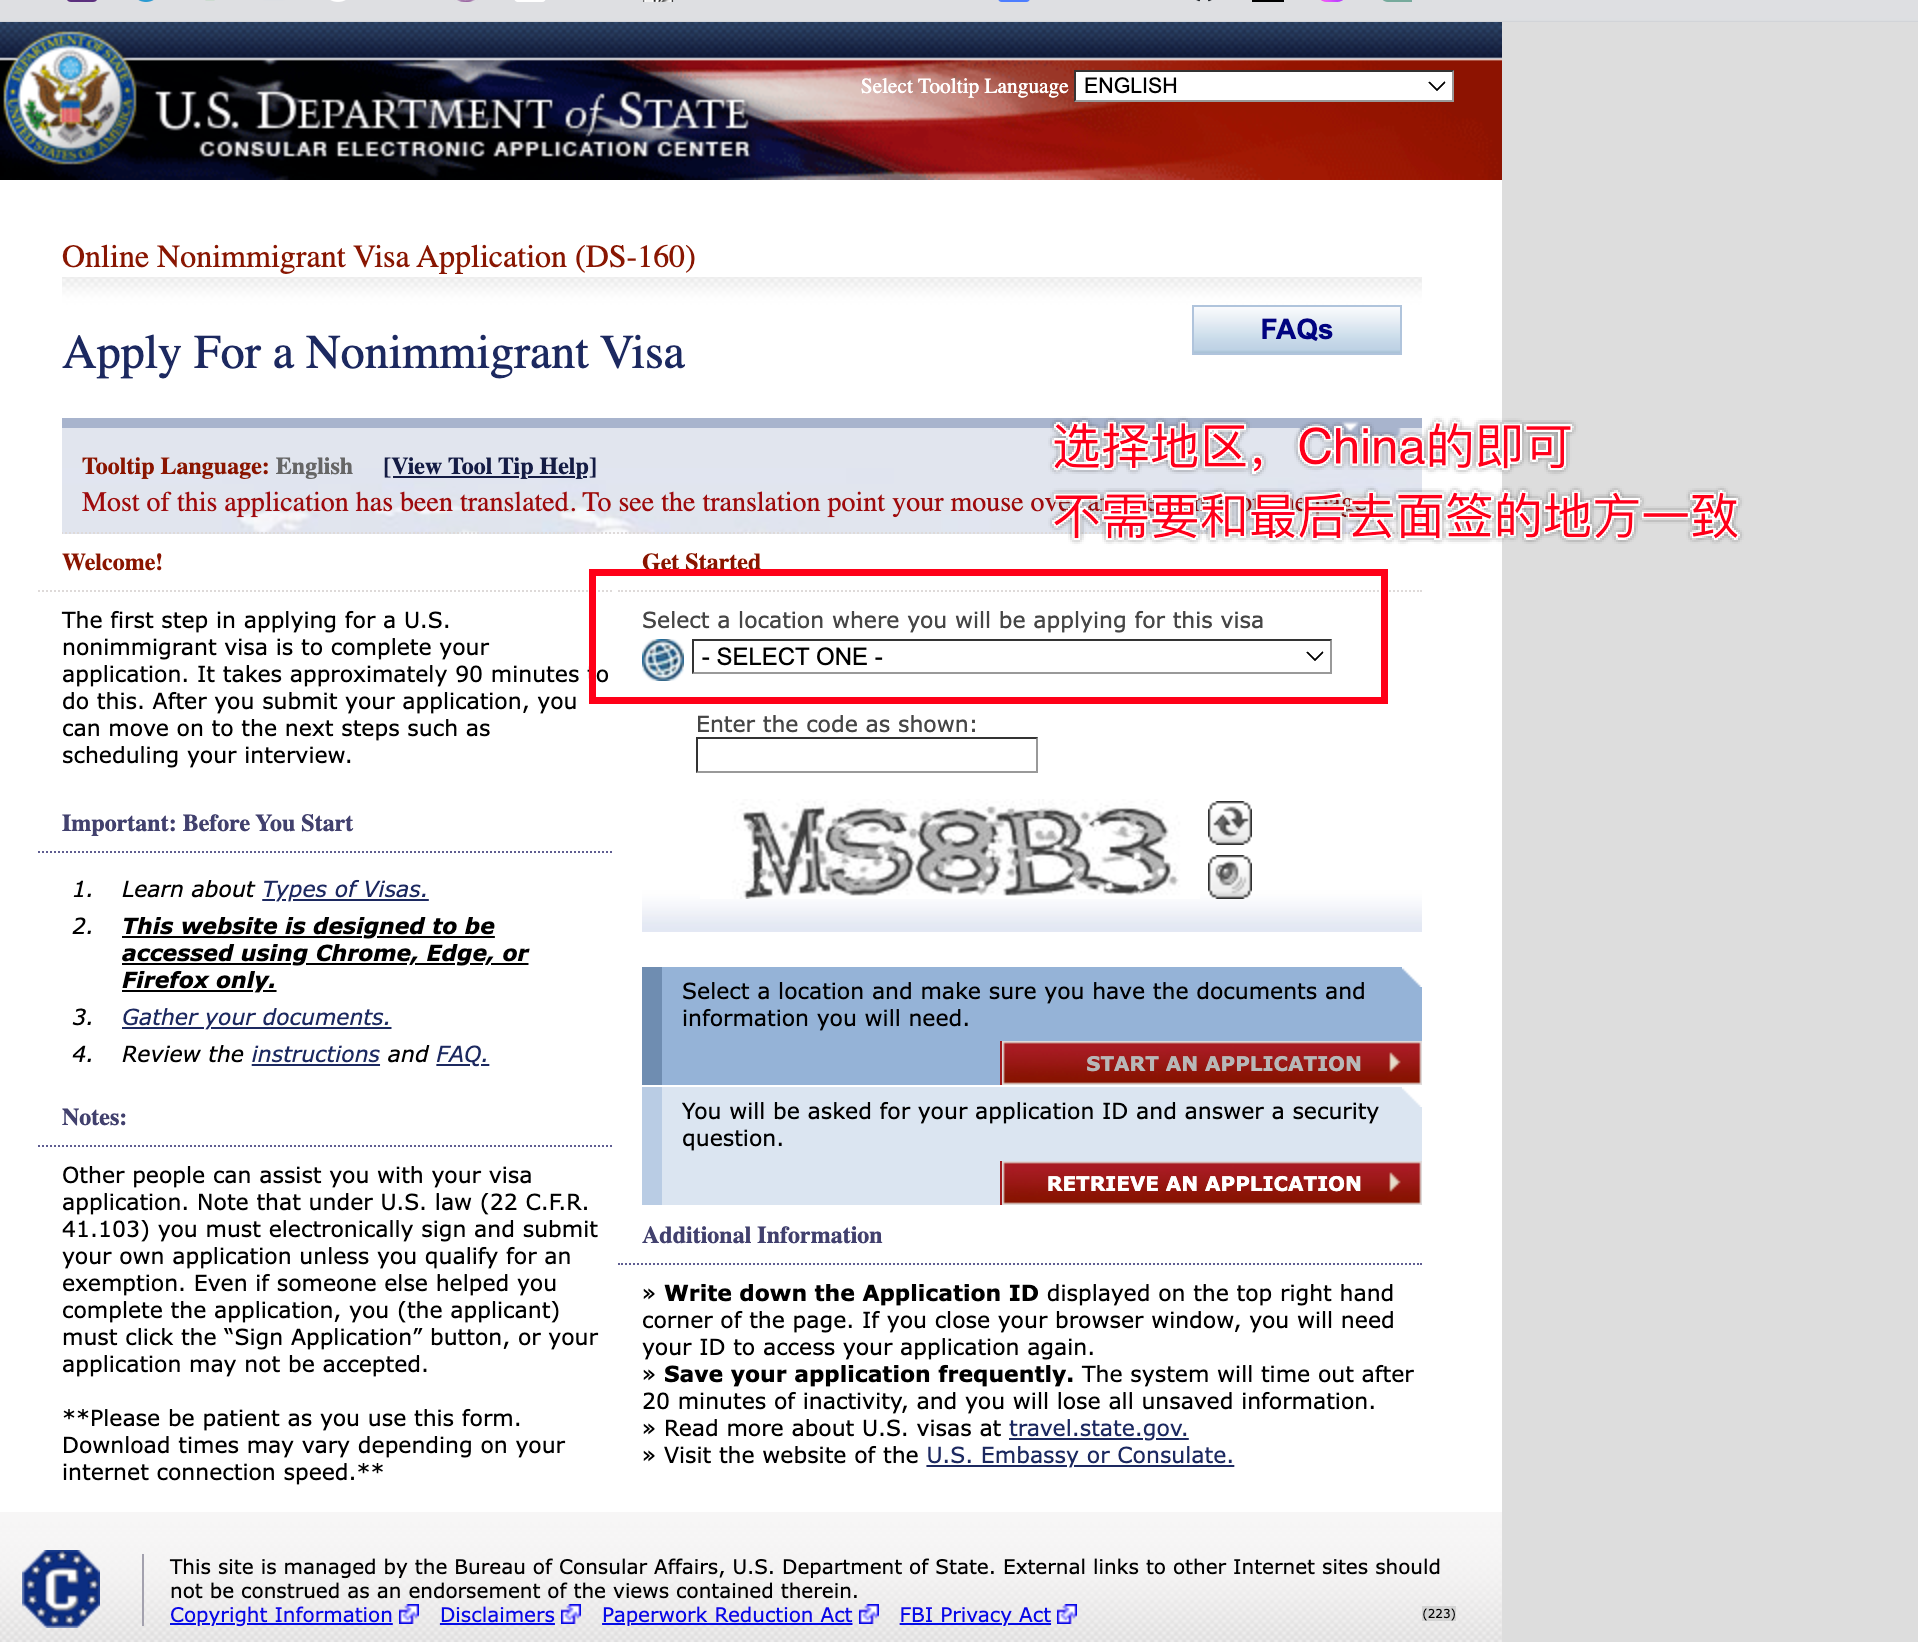 Select Tooltip Language ENGLISH
U.S. DEPARTMENT of STATE
CONSULAR ELECTRONIC APPLICATION CENTER
Online Nonimmigrant Visa Application (DS-160)
FAQs
Apply For a Nonimmigrant Visa
选择地区，China的即可
Tooltip Language: English [View Tool Tip Help]
Most of this application has been translated. To see the translation point your mouse
不需要和最后去面签的地方一致
Welcome!
The first step in applying for a U.S.
nonimmigrant visa is to complete your
application. It takes approximately 90 minutes to
do this. After you submit your application, you
can move on to the next steps such as
scheduling your interview.
Important: Before You Start
1. Learn about Types of Visas.
2. This website is designed to be
accessed using Chrome, Edge, or
Firefox only.
3. Gather your documents.
4. Review the instructions and FAQ.
Notes:
Other people can assist you with your visa
application. Note that under U.S. law (22 C.F.R.
41.103) you must electronically sign and submit
your own application unless you qualify for an
exemption. Even if someone else helped you
complete the application, you (the applicant)
must click the “Sign Application” button, or your
application may not be accepted.
**Please be patient as you use this form.
Download times may vary depending on your
internet connection speed.**
Get Started
Select a location where you will be applying for this visa
- SELECT ONE -
Enter the code as shown:
MS8B3
Select a location and make sure you have the documents and
information you will need.
START AN APPLICATION
You will be asked for your application ID and answer a security
question.
RETRIEVE AN APPLICATION
Additional Information
» Write down the Application ID displayed on the top right hand
corner of the page. If you close your browser window, you will need
your ID to access your application again.
» Save your application frequently. The system will time out after
20 minutes of inactivity, and you will lose all unsaved information.
» Read more about U.S. visas at travel.state.gov.
» Visit the website of the U.S. Embassy or Consulate.
C
This site is managed by the Bureau of Consular Affairs, U.S. Department of State. External links to other Internet sites should
not be construed as an endorsement of the views contained therein.
Copyright Information Disclaimers Paperwork Reduction Act FBI Privacy Act
(223)